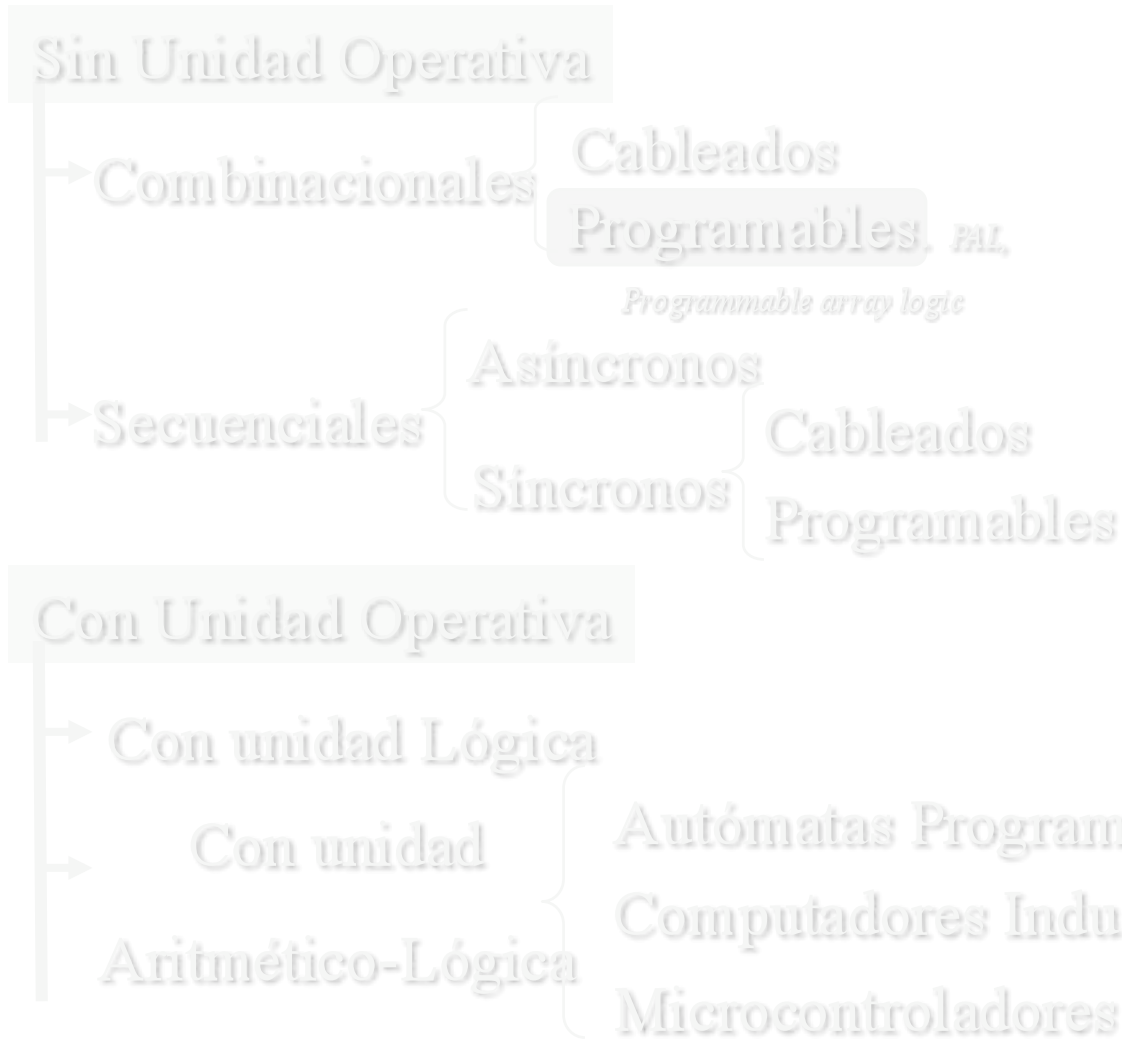 Sin Unidad Operativa
Combinacionales
Cableados
Programables. PAL,
Programmable array logic
Secuenciales
Asíncronos
Síncronos
Cableados
Programables
Con Unidad Operativa
Con unidad Lógica
Con unidad
Aritmético-Lógica
Autómatas Program
Computadores Indu
Microcontroladores